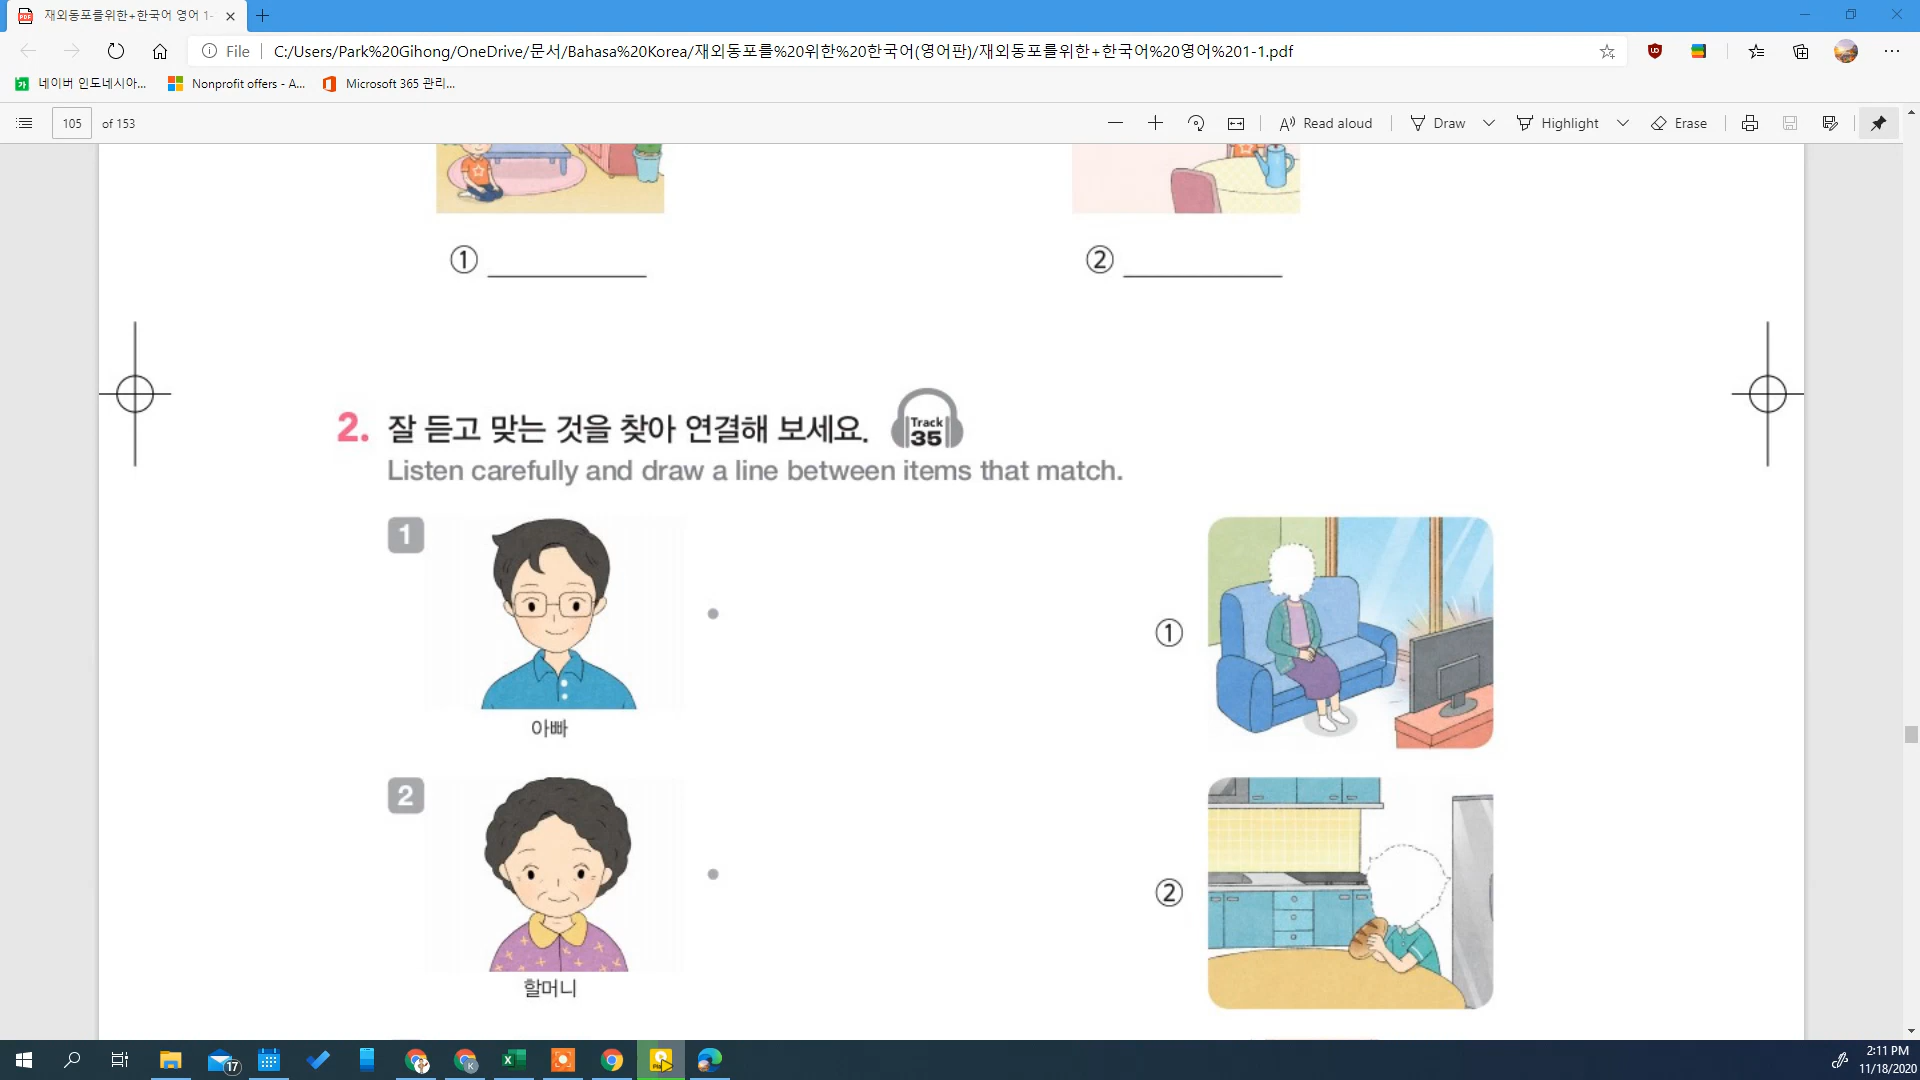 재외동포를위한+한국어 영어 1-
File
C:/Users/Park%20Gihong/OneDrive/문서/Bahasa%20Korea/재외동포를%20위한%20한국어(영어판)/재외동포를위한+한국어%20영어%201-1.pdf
네이버 인도네시아...
Nonprofit offers - A...
Microsoft 365 관리...
105 of 153
Read aloud
Draw
Highlight
Erase
①
②
2. 잘 듣고 맞는 것을 찾아 연결해 보세요. Track 35
Listen carefully and draw a line between items that match.
1
①
아빠
2
②
할머니
17
2:11 PM
11/18/2020